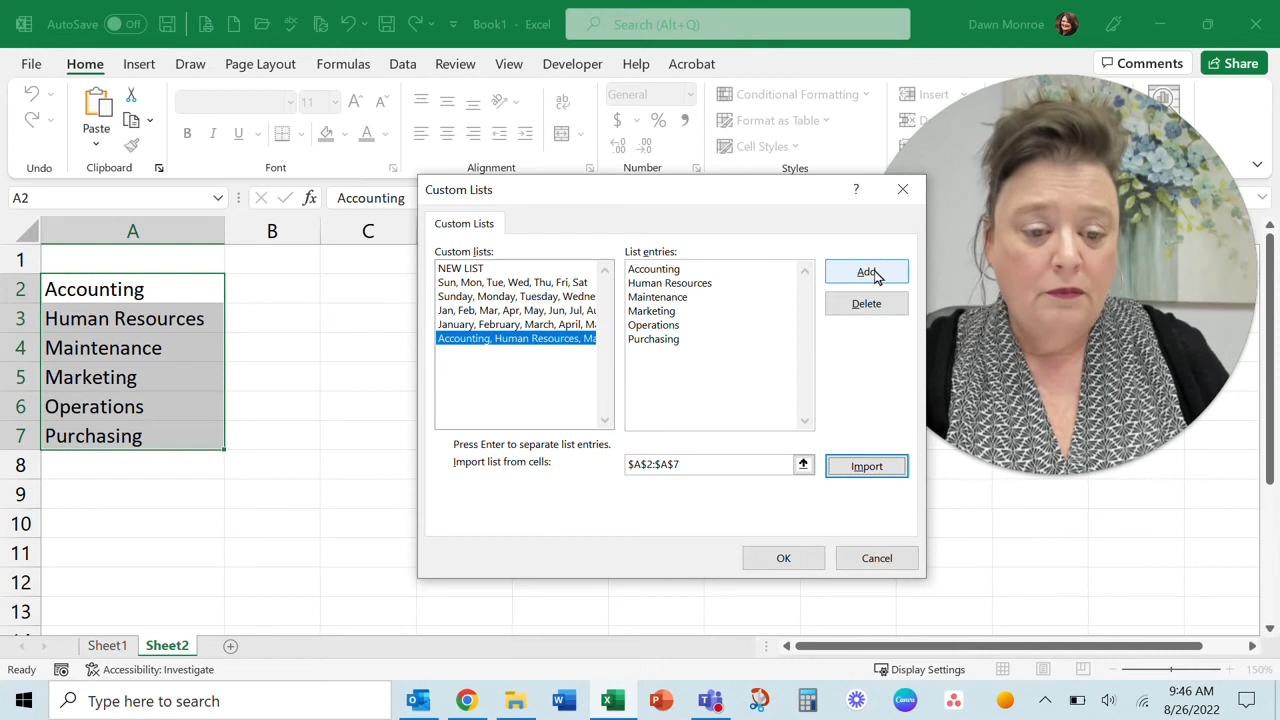 AutoSave Off Book1 - Excel Search (Alt+Q) Dawn Monroe
File Home Insert Draw Page Layout Formulas Data Review View Developer Help Acrobat Comments Share
11 General Conditional Formatting Insert
Paste B I U $ % Format as Table
Cell Styles
Undo Clipboard Font Alignment Number Styles
A2 fx Accounting
A B C
1
2 Accounting
3 Human Resources
4 Maintenance
5 Marketing
6 Operations
7 Purchasing
8
9
10
11
12
13
Custom Lists ?
Custom Lists
Custom lists:
NEW LIST
Sun, Mon, Tue, Wed, Thu, Fri, Sat
Sunday, Monday, Tuesday, Wedne
Jan, Feb, Mar, Apr, May, Jun, Jul, Au
January, February, March, April, Ma
Accounting, Human Resources, Ma
List entries:
Accounting
Human Resources
Maintenance
Marketing
Operations
Purchasing
Add
Delete
Press Enter to separate list entries.
Import list from cells: $A$2:$A$7 Import
OK Cancel
Sheet1 Sheet2
Ready Accessibility: Investigate Display Settings 150%
Type here to search 9:46 AM
8/26/2022